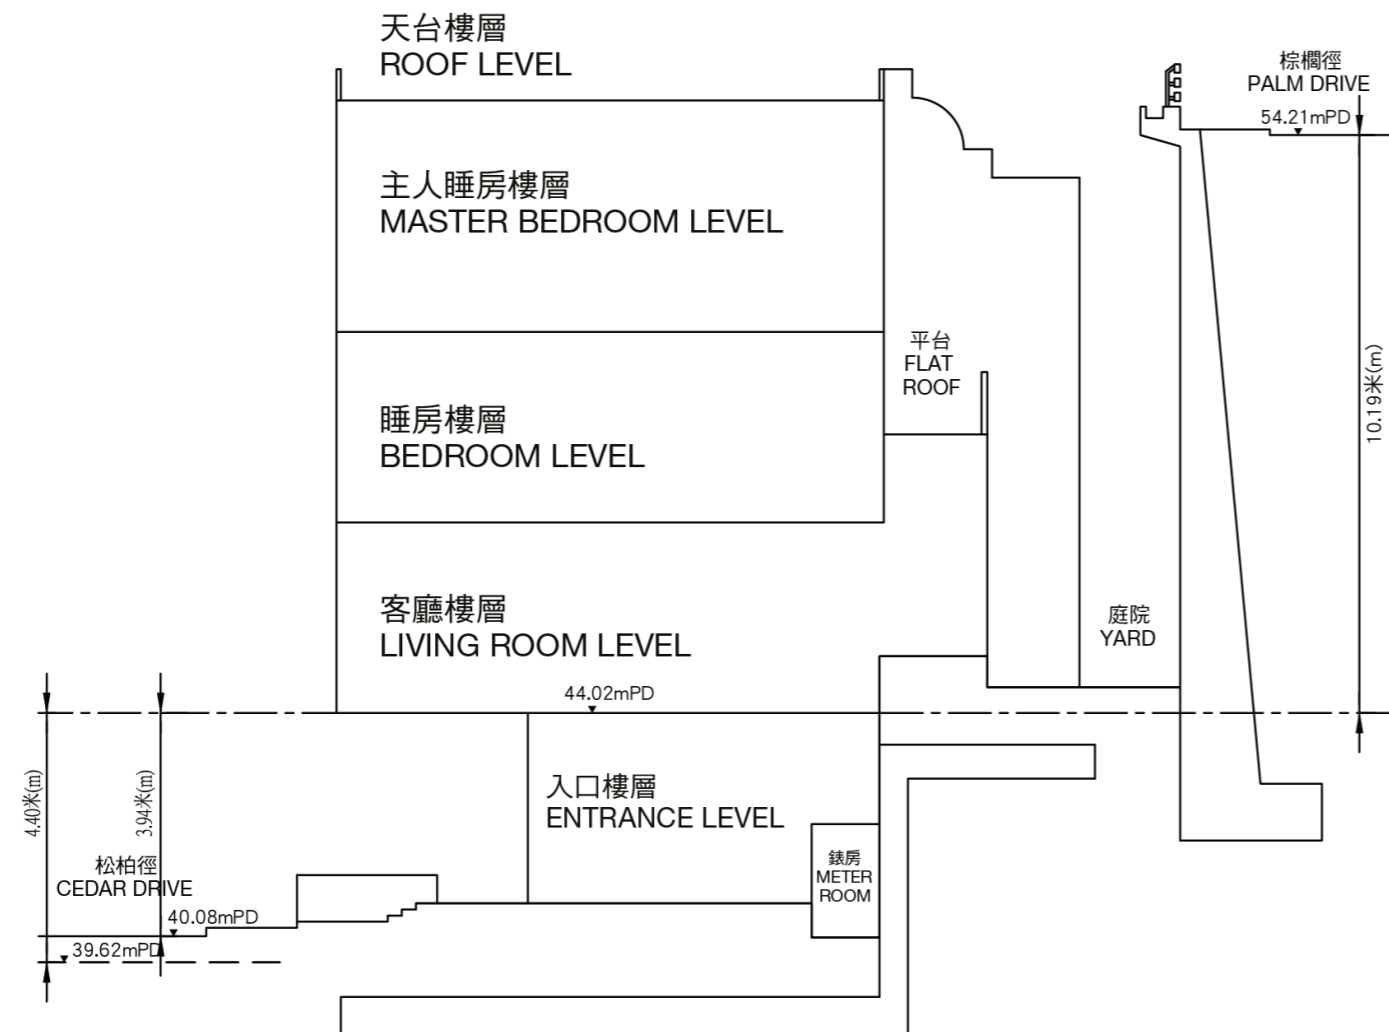 天台樓層
ROOF LEVEL
棕櫚徑
PALM DRIVE
54.21mPD
主人睡房樓層
MASTER BEDROOM LEVEL
平台
FLAT
ROOF
10.19米(m)
睡房樓層
BEDROOM LEVEL
客廳樓層
LIVING ROOM LEVEL
庭院
YARD
44.02mPD
4.40米(m)
3.94米(m)
入口樓層
ENTRANCE LEVEL
錶房
METER
ROOM
松柏徑
CEDAR DRIVE
40.08mPD
39.62mPD